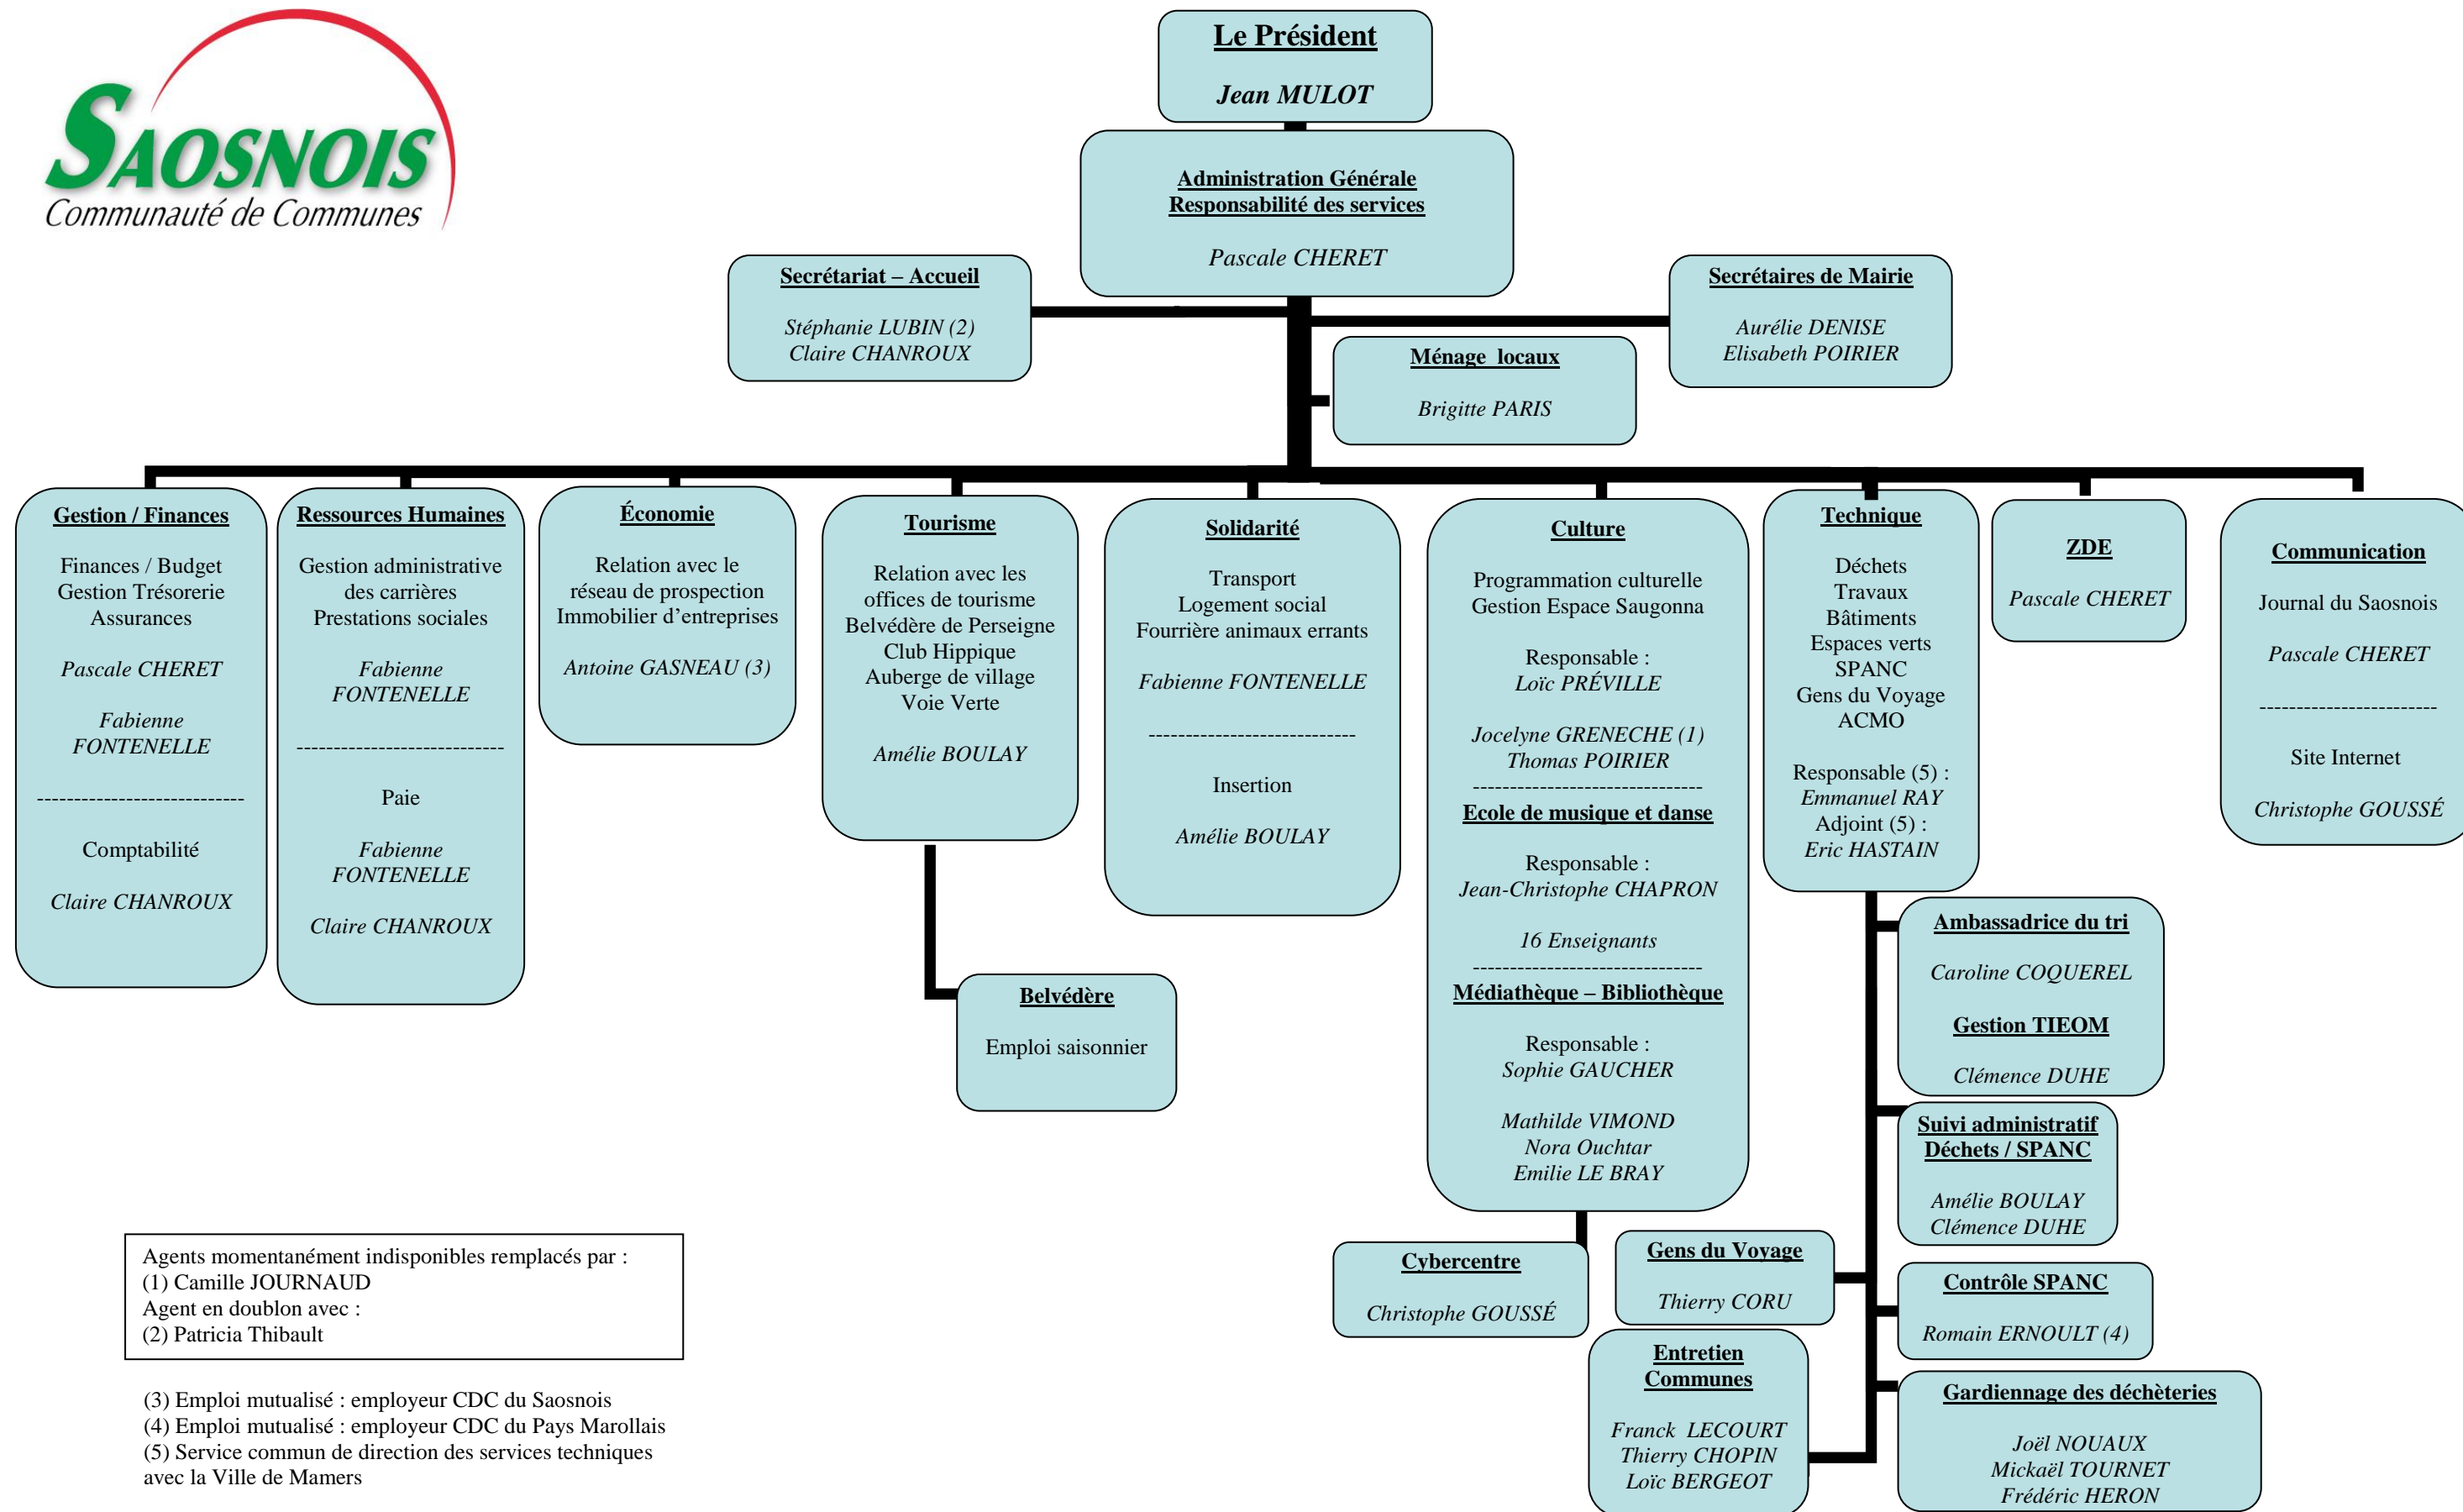 SAOSNOIS
Communauté de Communes
Le Président
Jean MULOT
Administration Générale
Responsabilité des services
Pascale CHERET
Secrétariat – Accueil
Stéphanie LUBIN (2)
Claire CHANROUX
Secrétaires de Mairie
Aurélie DENISE
Elisabeth POIRIER
Ménage locaux
Brigitte PARIS
Gestion / Finances
Finances / Budget
Gestion Trésorerie
Assurances
Pascale CHERET
Fabienne
FONTENELLE
----------------------------
Comptabilité
Claire CHANROUX
Ressources Humaines
Gestion administrative
des carrières
Prestations sociales
Fabienne
FONTENELLE
----------------------------
Paie
Fabienne
FONTENELLE
Claire CHANROUX
Économie
Relation avec le
réseau de prospection
Immobilier d’entreprises
Antoine GASNEAU (3)
Tourisme
Relation avec les
offices de tourisme
Belvédère de Perseigne
Club Hippique
Auberge de village
Voie Verte
Amélie BOULAY
Belvédère
Emploi saisonnier
Solidarité
Transport
Logement social
Fourrière animaux errants
Fabienne FONTENELLE
----------------------------
Insertion
Amélie BOULAY
Culture
Programmation culturelle
Gestion Espace Saugonna
Responsable :
Loïc PRÉVILLE
Jocelyne GRENECHE (1)
Thomas POIRIER
-------------------------------
Ecole de musique et danse
Responsable :
Jean-Christophe CHAPRON
16 Enseignants
-------------------------------
Médiathèque – Bibliothèque
Responsable :
Sophie GAUCHER
Mathilde VIMOND
Nora Ouchtar
Emilie LE BRAY
Cybercentre
Christophe GOUSSÉ
Technique
Déchets
Travaux
Bâtiments
Espaces verts
SPANC
Gens du Voyage
ACMO
Responsable (5) :
Emmanuel RAY
Adjoint (5) :
Eric HASTAIN
ZDE
Pascale CHERET
Communication
Journal du Saosnois
Pascale CHERET
------------------------
Site Internet
Christophe GOUSSÉ
Ambassadrice du tri
Caroline COQUEREL
Gestion TIEOM
Clémence DUHE
Suivi administratif
Déchets / SPANC
Amélie BOULAY
Clémence DUHE
Gens du Voyage
Thierry CORU
Contrôle SPANC
Romain ERNOULT (4)
Entretien
Communes
Franck LECOURT
Thierry CHOPIN
Loïc BERGEOT
Gardiennage des déchèteries
Joël NOUAUX
Mickaël TOURNET
Frédéric HERON
Agents momentanément indisponibles remplacés par :
(1) Camille JOURNAUD
Agent en doublon avec :
(2) Patricia Thibault
(3) Emploi mutualisé : employeur CDC du Saosnois
(4) Emploi mutualisé : employeur CDC du Pays Marollais
(5) Service commun de direction des services techniques
avec la Ville de Mamers